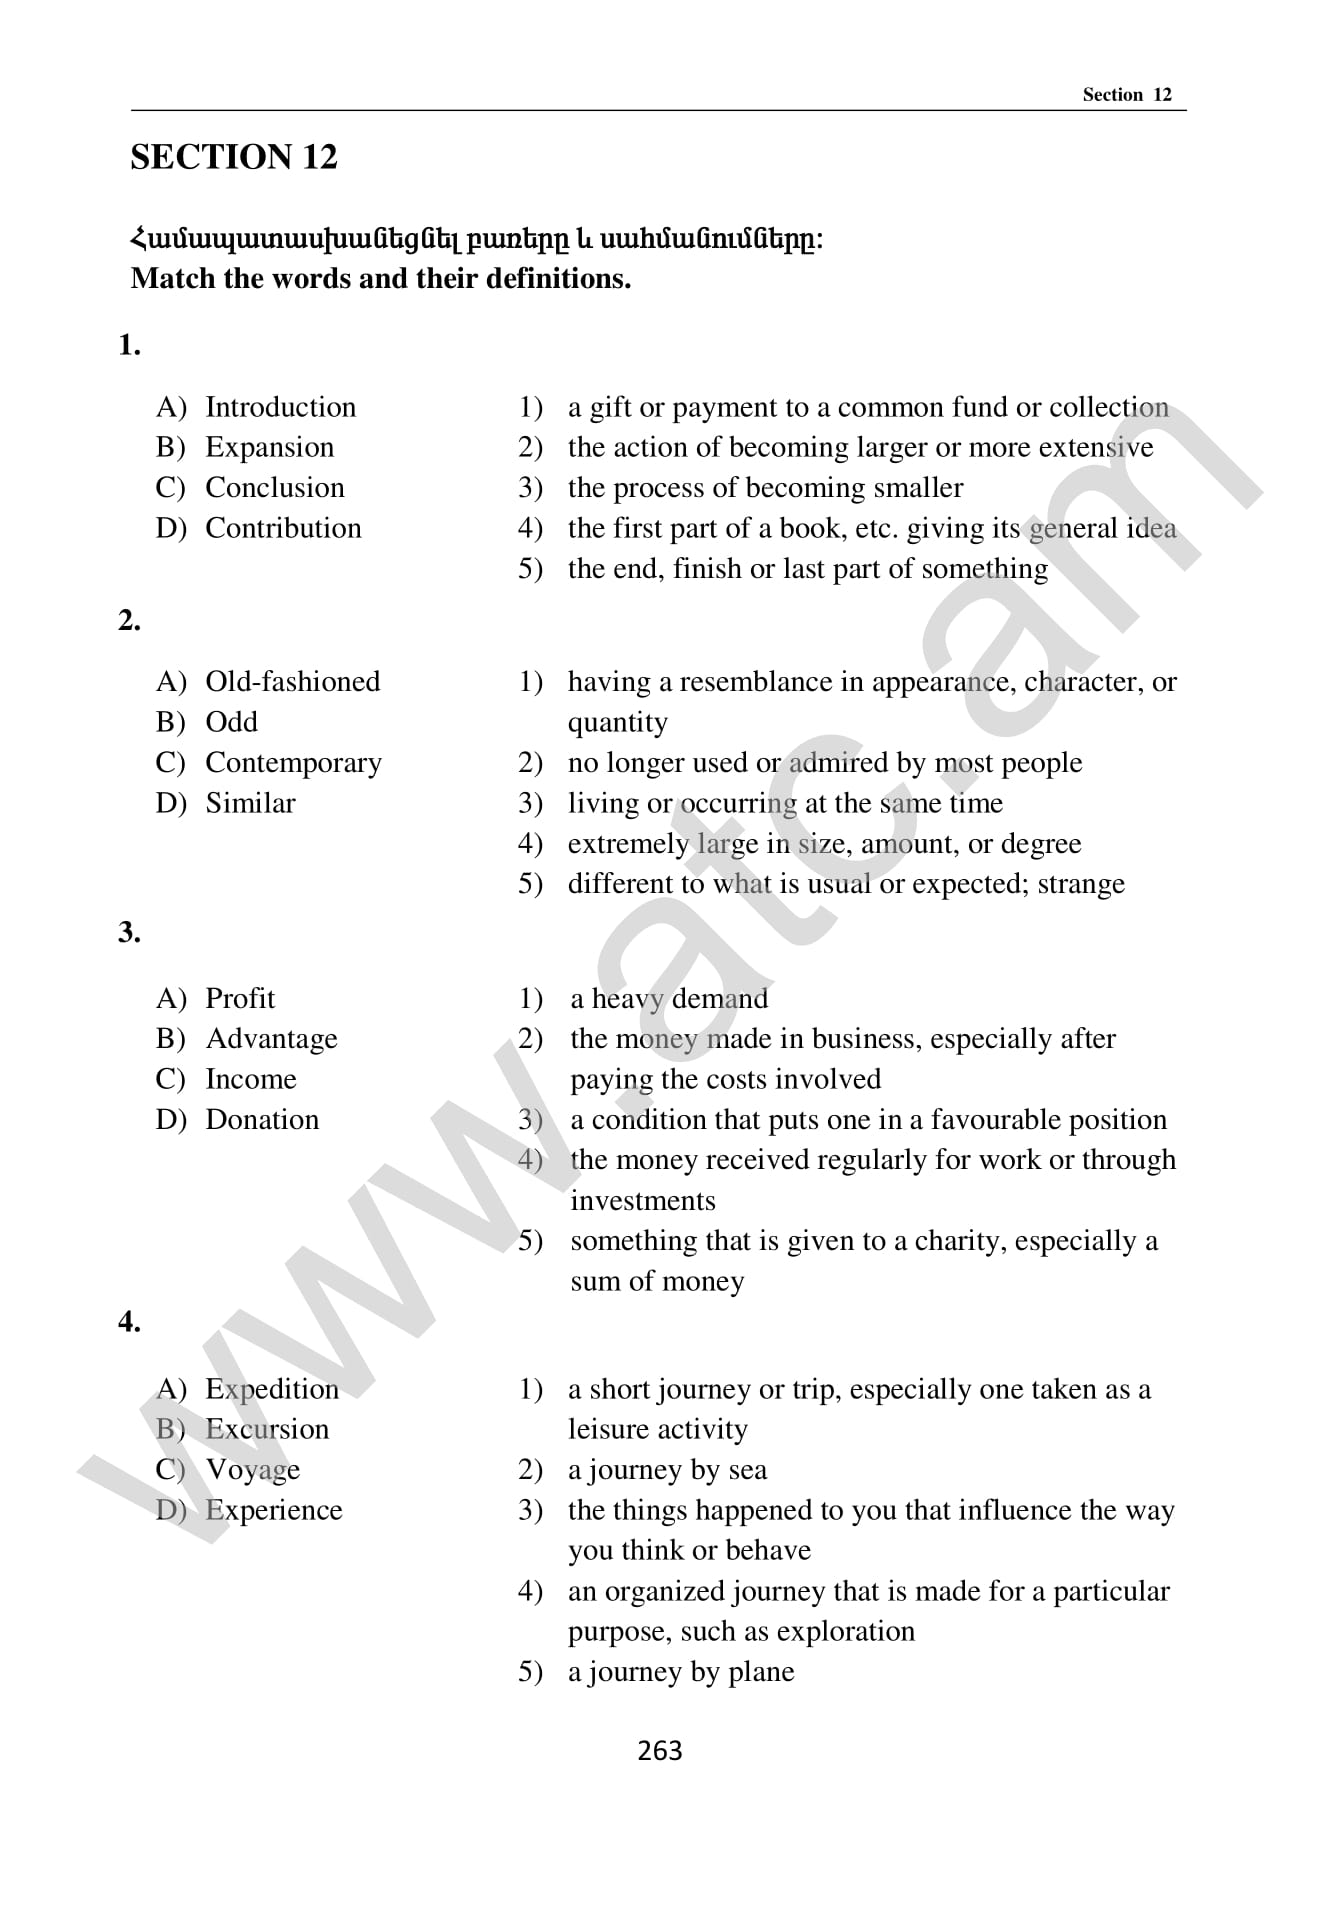 Section 12
SECTION 12
Համապատասխանեցնել բառերը և սահմանումները:
Match the words and their definitions.
1.
A) Introduction
B) Expansion
C) Conclusion
D) Contribution
1) a gift or payment to a common fund or collection
2) the action of becoming larger or more extensive
3) the process of becoming smaller
4) the first part of a book, etc. giving its general idea
5) the end, finish or last part of something
2.
A) Old-fashioned
B) Odd
C) Contemporary
D) Similar
1) having a resemblance in appearance, character, or
quantity
2) no longer used or admired by most people
3) living or occurring at the same time
4) extremely large in size, amount, or degree
5) different to what is usual or expected; strange
3.
A) Profit
B) Advantage
C) Income
D) Donation
1) a heavy demand
2) the money made in business, especially after
paying the costs involved
3) a condition that puts one in a favourable position
4) the money received regularly for work or through
investments
5) something that is given to a charity, especially a
sum of money
4.
A) Expedition
B) Excursion
C) Voyage
D) Experience
1) a short journey or trip, especially one taken as a
leisure activity
2) a journey by sea
3) the things happened to you that influence the way
you think or behave
4) an organized journey that is made for a particular
purpose, such as exploration
5) a journey by plane
263
www.atc.am